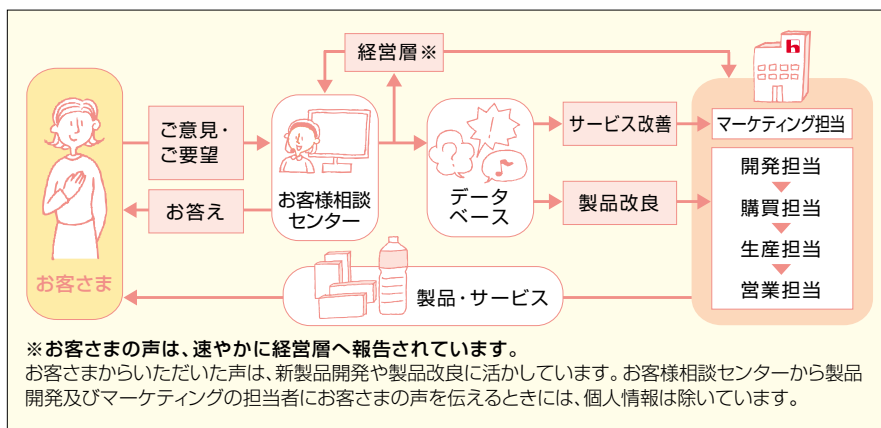 経営層※
h
ご意見・
ご要望
お答え
お客さま
お客様相談
センター
データ
ベース
サービス改善
製品改良
マーケティング担当
開発担当
購買担当
生産担当
営業担当
製品・サービス
※お客さまの声は、速やかに経営層へ報告されています。
お客さまからいただいた声は、新製品開発や製品改良に活かしています。お客様相談センターから製品
開発及びマーケティングの担当者にお客さまの声を伝えるときには、個人情報は除いています。